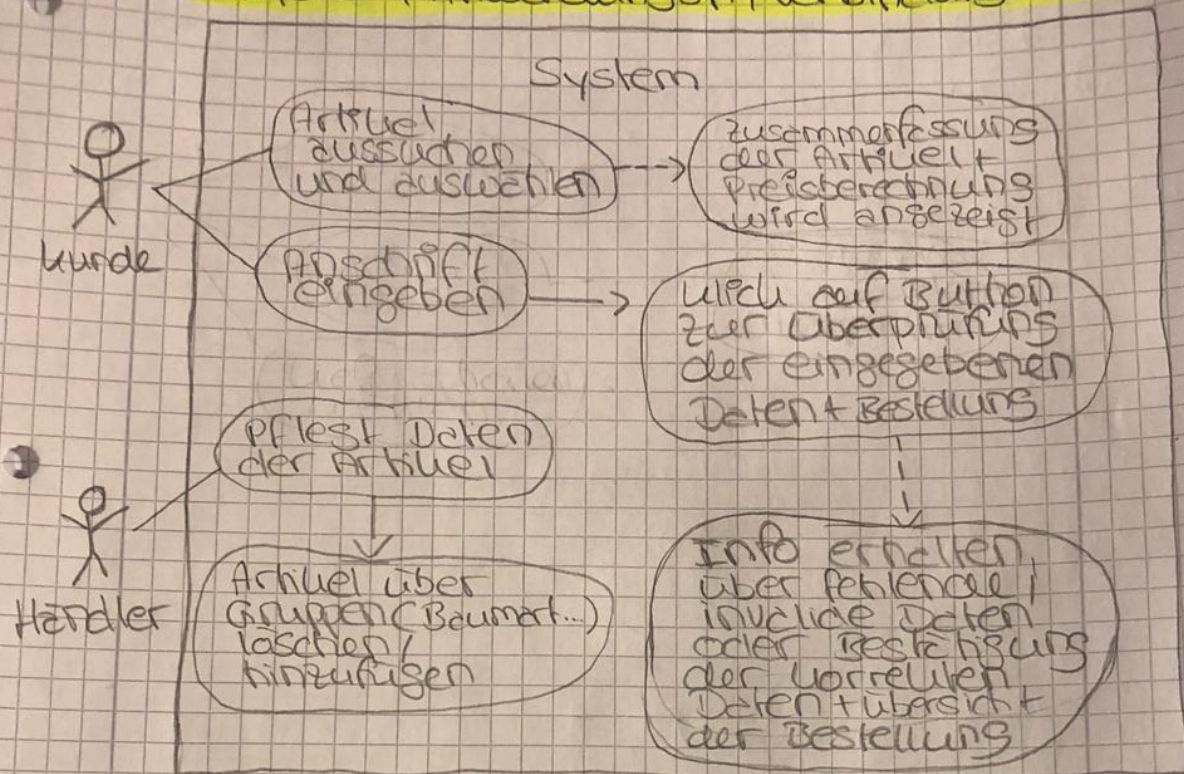 System
Kunde
Artikel
aussuchen
und auswählen
Zusammenfassung
der Artikel +
Preisberechnung
wird angezeigt
Anschrift
eingeben
Klick auf Button
zur Überprüfung
der eingegebenen
Daten + Bestellung
Händler
Pflegt Daten
der Artikel
Artikel über
Gruppen (Baumart...)
löschen/
hinzufügen
Info erhalten,
über fehlende/
invalide Daten
oder Bestätigung
der korrekten
Daten + übersicht
der Bestellung